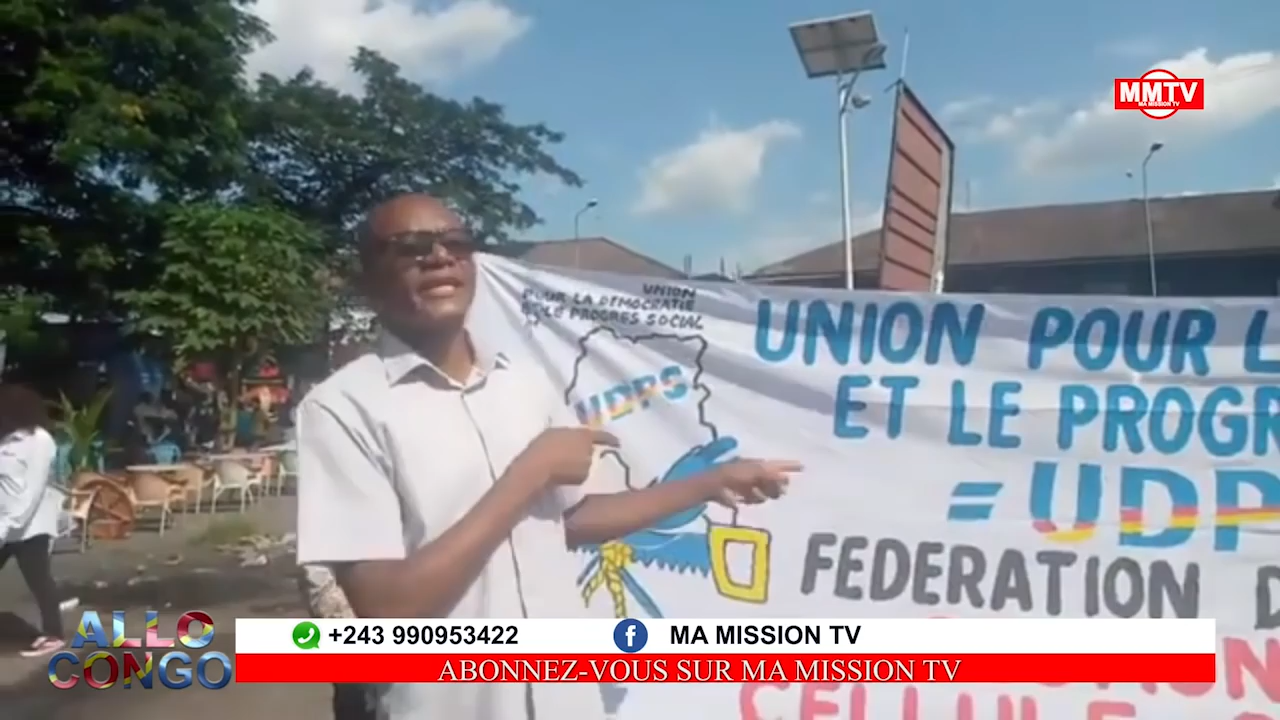 MMTV
MA MISSION TV
UNION
POUR LA DEMOCRATIE
LE PROGRES SOCIAL
UDPS
UNION POUR L
ET LE PROGR
= UDP
FEDERATION D
CELLULE
ALLO
CONGO
+243 990953422
MA MISSION TV
ABONNEZ-VOUS SUR MA MISSION TV